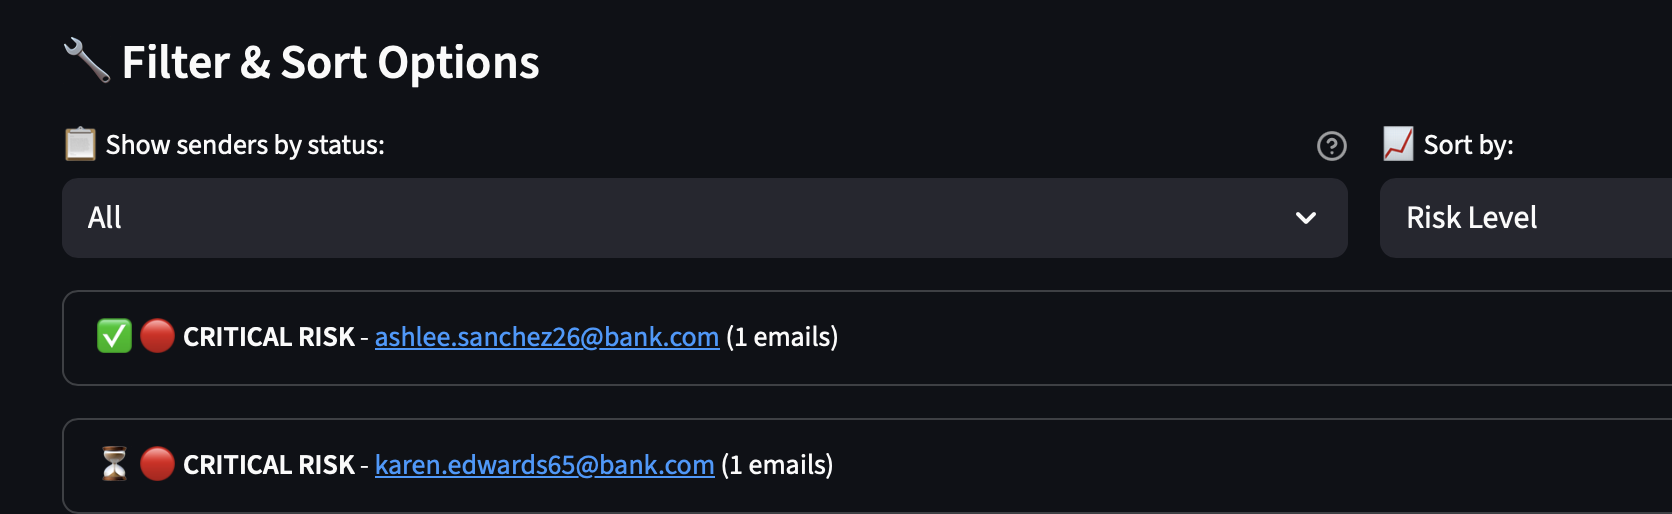 Filter & Sort Options
Show senders by status:
Sort by:
All
Risk Level
CRITICAL RISK - ashlee.sanchez26@bank.com (1 emails)
CRITICAL RISK - karen.edwards65@bank.com (1 emails)